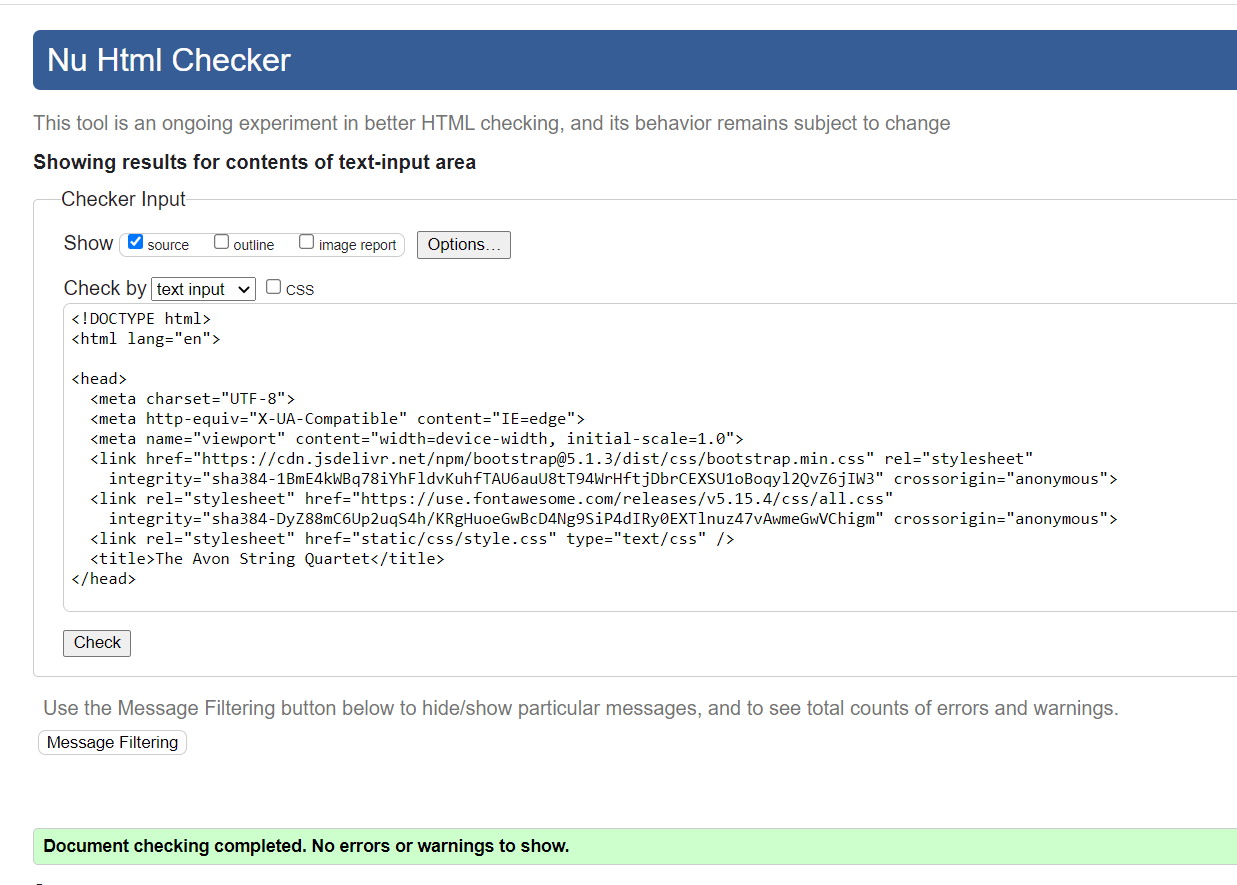 Nu Html Checker
This tool is an ongoing experiment in better HTML checking, and its behavior remains subject to change
Showing results for contents of text-input area
Checker Input
Show source outline image report Options...
Check by text input CSS
<!DOCTYPE html>
<html lang="en">
<head>
<meta charset="UTF-8">
<meta http-equiv="X-UA-Compatible" content="IE=edge">
<meta name="viewport" content="width=device-width, initial-scale=1.0">
<link href="https://cdn.jsdelivr.net/npm/bootstrap@5.1.3/dist/css/bootstrap.min.css" rel="stylesheet"
integrity="sha384-1BmE4kWBq78iYhFldvKuhfTAU6auU8tT94WrHftjDbrCEXSU1oBoqyl2QvZ6jIW3" crossorigin="anonymous">
<link rel="stylesheet" href="https://use.fontawesome.com/releases/v5.15.4/css/all.css"
integrity="sha384-DyZ88mC6Up2uqS4h/KRgHuoeGwBcD4Ng9SiP4dIRy0EXTlnuz47vAwmeGwVChigm" crossorigin="anonymous">
<link rel="stylesheet" href="static/css/style.css" type="text/css" />
<title>The Avon String Quartet</title>
</head>
Check
Use the Message Filtering button below to hide/show particular messages, and to see total counts of errors and warnings.
Message Filtering
Document checking completed. No errors or warnings to show.